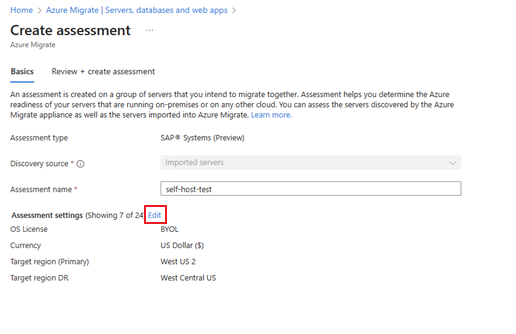 Home > Azure Migrate | Servers, databases and web apps >
Create assessment ...
Azure Migrate
Basics Review + create assessment
An assessment is created on a group of servers that you intend to migrate together. Assessment helps you determine the Azure
readiness of your servers that are running on-premises or on any other cloud. You can assess the servers discovered by the Azure
Migrate appliance as well as the servers imported into Azure Migrate. Learn more.
Assessment type SAP® Systems (Preview)
Discovery source * Imported servers
Assessment name * self-host-test
Assessment settings (Showing 7 of 24) Edit
OS License BYOL
Currency US Dollar ($)
Target region (Primary) West US 2
Target region DR West Central US